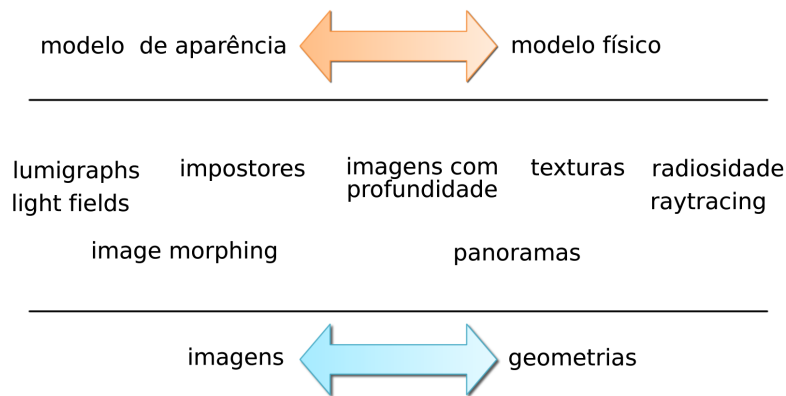 modelo  de aparência
modelo físico
lumigraphs
light fields
impostores
imagens com
profundidade
texturas
radiosidade
raytracing
image morphing
panoramas
imagens
geometrias